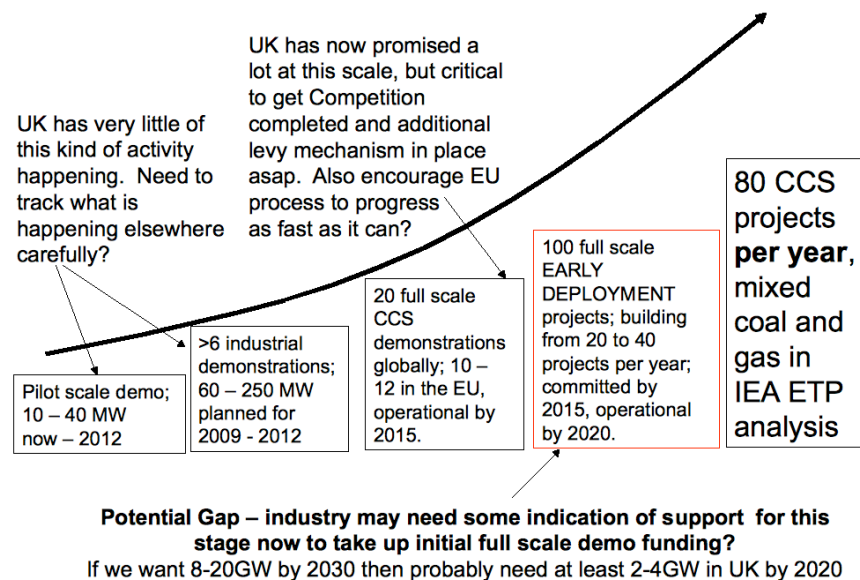 UK has now promised a
lot at this scale, but critical
to get Competition
completed and additional
levy mechanism in place
asap.  Also encourage EU
process to progress
as fast as it can?
UK has very little of
this kind of activity
happening.  Need to
track what is
happening elsewhere
carefully?
Pilot scale demo;
10 – 40 MW
now – 2012
>6 industrial
demonstrations;
60 – 250 MW
planned for
2009 - 2012
20 full scale
CCS
demonstrations
globally; 10 –
12 in the EU,
operational by
2015.
100 full scale
EARLY
DEPLOYMENT
projects; building
from 20 to 40
projects per year;
committed by
2015, operational
by 2020.
80 CCS
projects
per year,
mixed
coal and
gas in
IEA ETP
analysis
Potential Gap – industry may need some indication of support  for this
stage now to take up initial full scale demo funding?
If we want 8-20GW by 2030 then probably need at least 2-4GW in UK by 2020